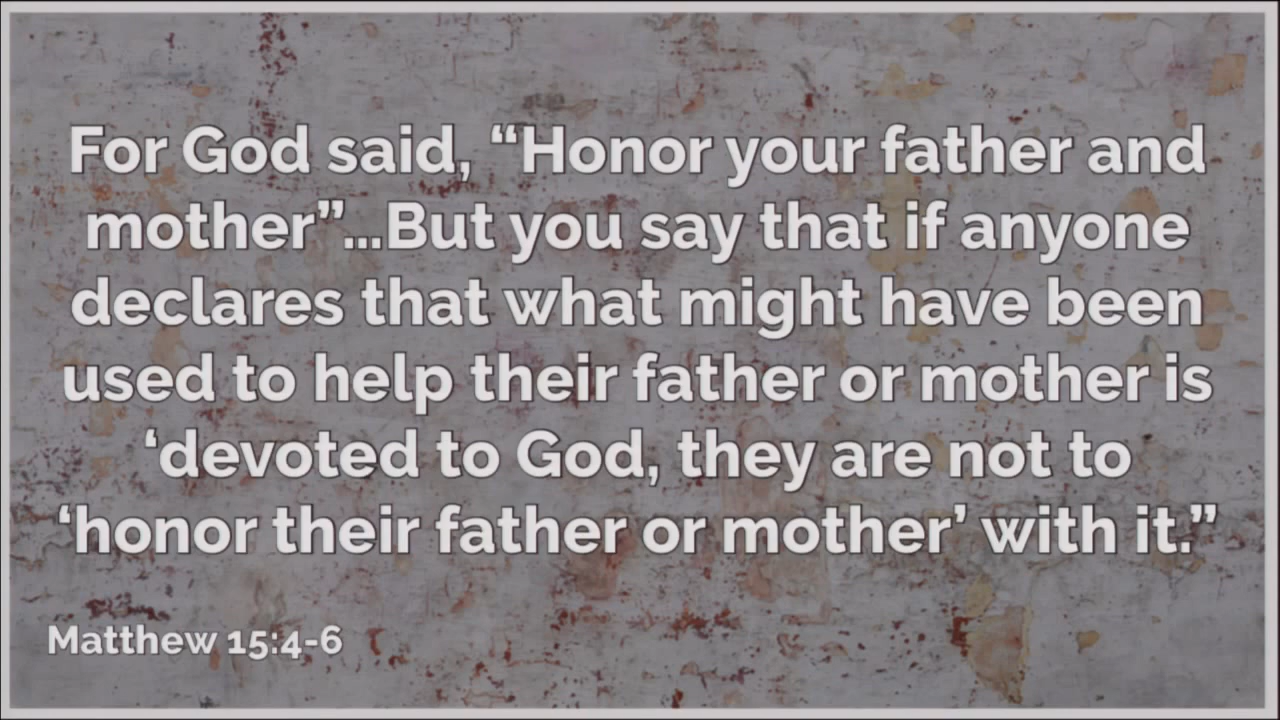 For God said, “Honor your father and
mother”...But you say that if anyone
declares that what might have been
used to help their father or mother is
‘devoted to God, they are not to
‘honor their father or mother’ with it.”
Matthew 15:4-6